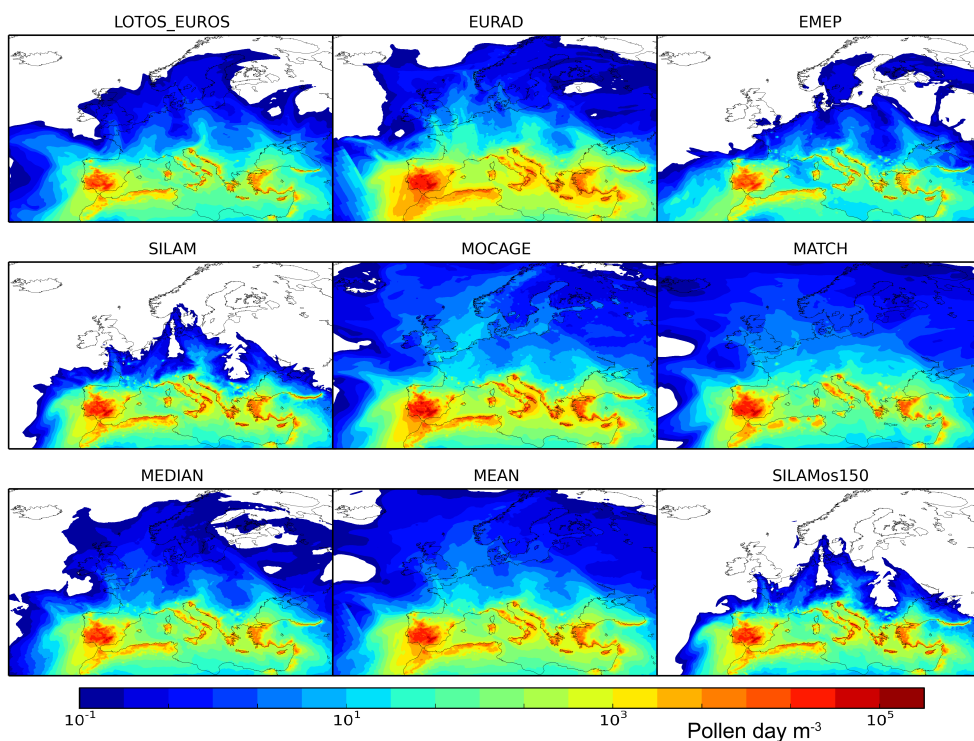 LOTOS_EUROS EURAD EMEP
SILAM MOCAGE MATCH
MEDIAN MEAN SILAMos150
10⁻¹ 10¹ 10³ 10⁵
Pollen day m⁻³